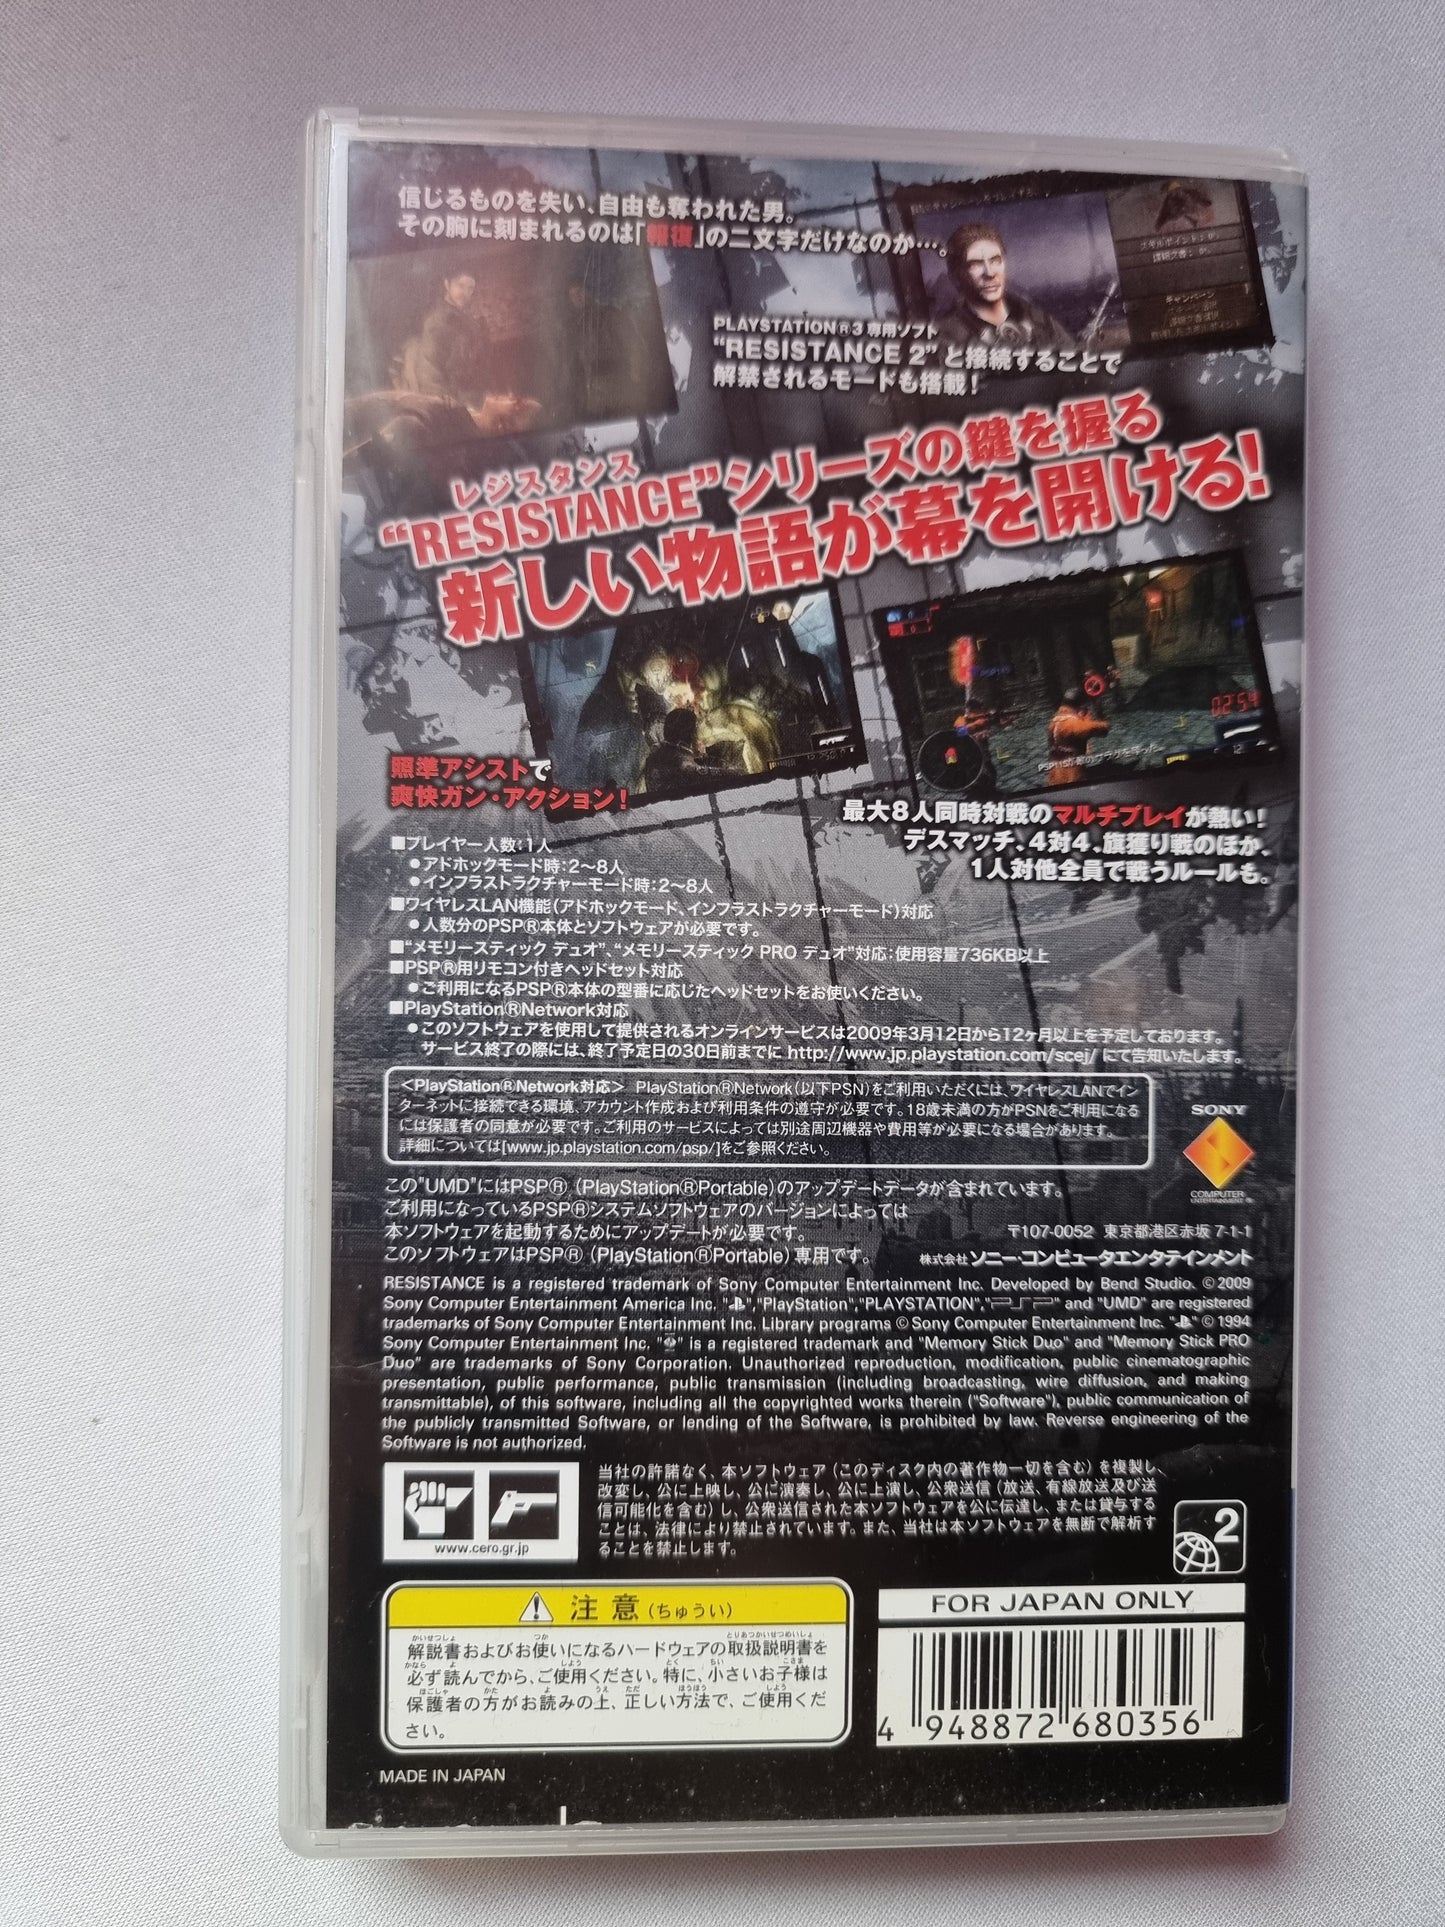 信じるものを失い、自由も奪われた男。
その胸に刻まれるのは「報復」の二文字だけなのか…。
PLAYSTATION®3 専用ソフト
“RESISTANCE 2” と接続することで
解禁されるモードも搭載！
レジスタンス
“RESISTANCE”シリーズの鍵を握る
新しい物語が幕を開ける！
02:54
照準アシストで
爽快ガン・アクション！
最大8人同時対戦のマルチプレイが熱い！
デスマッチ、4対4、旗獲り戦のほか、
1人対他全員で戦うルールも。
■プレイヤー人数：1人
●アドホックモード時：2～8人
●インフラストラクチャーモード時：2～8人
■ワイヤレスLAN機能（アドホックモード、インフラストラクチャーモード）対応
●人数分のPSP®本体とソフトウェアが必要です。
■“メモリースティック デュオ”、“メモリースティック PRO デュオ”対応：使用容量736KB以上
■PSP®用リモコン付きヘッドセット対応
●ご利用になるPSP®本体の型番に応じたヘッドセットをお使いください。
■PlayStation®Network対応
●このソフトウェアを使用して提供されるオンラインサービスは2009年3月12日から12ヶ月以上を予定しております。
サービス終了の際には、終了予定日の30日前までに http://www.jp.playstation.com/scej/ にて告知いたします。
＜PlayStation®Network対応＞ PlayStation®Network（以下PSN）をご利用いただくには、ワイヤレスLANでイン
ターネットに接続できる環境、アカウント作成および利用条件の遵守が必要です。18歳未満の方がPSNをご利用になる
には保護者の同意が必要です。ご利用のサービスによっては別途周辺機器や費用等が必要になる場合があります。
詳細については[www.jp.playstation.com/psp/]をご参照ください。
SONY
COMPUTER
ENTERTAINMENT ®
この"UMD"にはPSP®（PlayStation®Portable）のアップデートデータが含まれています。
ご利用になっているPSP®システムソフトウェアのバージョンによっては
本ソフトウェアを起動するためにアップデートが必要です。
このソフトウェアはPSP®（PlayStation®Portable）専用です。
〒107-0052 東京都港区赤坂 7-1-1
株式会社 ソニー・コンピュータエンタテインメント
RESISTANCE is a registered trademark of Sony Computer Entertainment Inc. Developed by Bend Studio. © 2009
Sony Computer Entertainment America Inc. "PS","PlayStation","PLAYSTATION","PSP" and "UMD" are registered
trademarks of Sony Computer Entertainment Inc. Library programs © Sony Computer Entertainment Inc. "PS" © 1994
Sony Computer Entertainment Inc. " " is a registered trademark and "Memory Stick Duo" and "Memory Stick PRO
Duo" are trademarks of Sony Corporation. Unauthorized reproduction, modification, public cinematographic
presentation, public performance, public transmission (including broadcasting, wire diffusion, and making
transmittable), of this software, including all the copyrighted works therein ("Software"), public communication of
the publicly transmitted Software, or lending of the Software, is prohibited by law. Reverse engineering of the
Software is not authorized.
当社の許諾なく、本ソフトウェア（このディスク内の著作物一切を含む）を複製し、
改変し、公に上映し、公に演奏し、公に上演し、公衆送信（放送、有線放送及び送
信可能化を含む）し、公衆送信された本ソフトウェアを公に伝達し、または貸与する
ことは、法律により禁止されています。また、当社は本ソフトウェアを無断で解析す
ることを禁止します。
www.cero.gr.jp
2
注意（ちゅうい）
解説書およびお使いになるハードウェアの取扱説明書を
必ず読んでから、ご使用ください。特に、小さいお子様は
保護者の方がお読みの上、正しい方法で、ご使用くだ
さい。
FOR JAPAN ONLY
4 948872 680356
MADE IN JAPAN